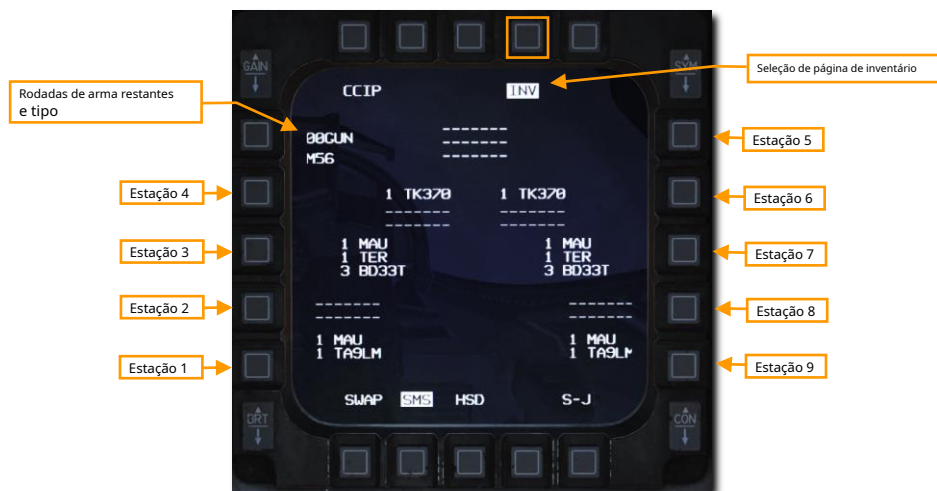 GAIN
SYM
Rodadas de arma restantes
e tipo
Seleção de página de inventário
CCIP INV
00GUN -------
M56 -------
-------
Estação 5
Estação 4
1 TK370 1 TK370
------- -------
------- -------
Estação 6
Estação 3
1 MAU 1 MAU
1 TER 1 TER
3 BD33T 3 BD33T
Estação 7
Estação 2
------- -------
------- -------
Estação 8
1 MAU 1 MAU
1 TA9LM 1 TA9LM
Estação 1
Estação 9
SWAP SMS HSD S-J
BRT
CON